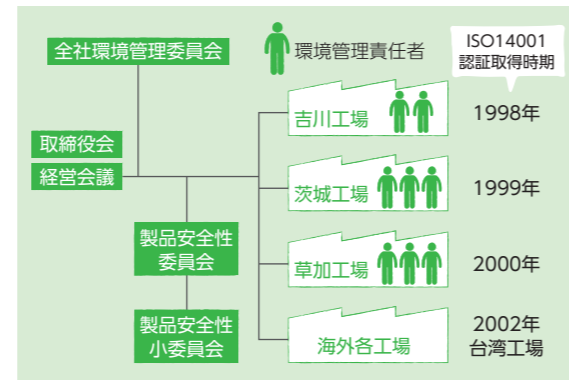 全社環境管理委員会
環境管理責任者
ISO14001
認証取得時期
取締役会
経営会議
製品安全性
委員会
製品安全性
小委員会
吉川工場
1998年
茨城工場
1999年
草加工場
2000年
海外各工場
2002年
台湾工場